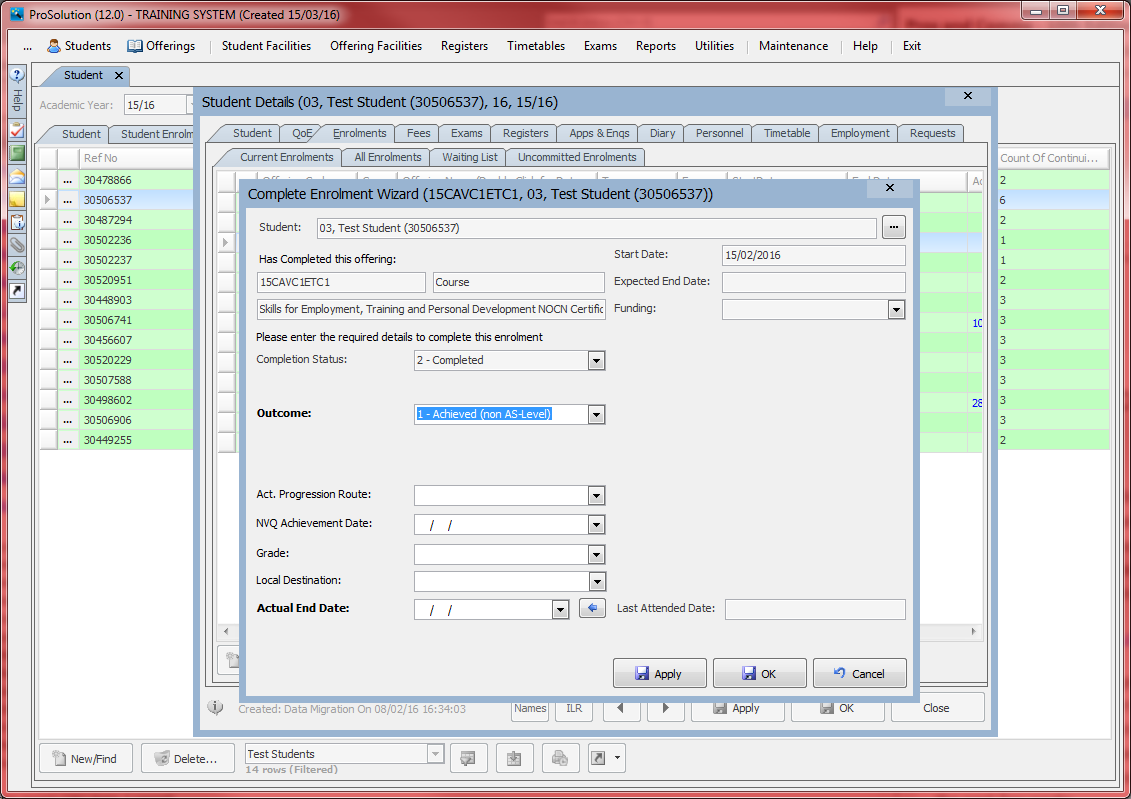 ProSolution (12.0) - TRAINING SYSTEM (Created 15/03/16)
... Students Offerings Student Facilities Offering Facilities Registers Timetables Exams Reports Utilities Maintenance Help Exit
Help
Student
Academic Year: 15/16
Student Student Enrolm
Ref No Count Of Continui...
... 30478866 2
... 30506537 6
... 30487294 2
... 30502236 1
... 30502237 1
... 30520951 2
... 30448903 3
... 30506741 3
... 30456607 3
... 30520229 3
... 30507588 3
... 30498602 3
... 30506906 3
... 30449255 2
Student Details (03, Test Student (30506537), 16, 15/16)
Student QoE Enrolments Fees Exams Registers Apps & Enqs Diary Personnel Timetable Employment Requests
Current Enrolments All Enrolments Waiting List Uncommitted Enrolments
10
28
Complete Enrolment Wizard (15CAVC1ETC1, 03, Test Student (30506537))
Student: 03, Test Student (30506537) ...
Has Completed this offering: Start Date: 15/02/2016
15CAVC1ETC1 Course Expected End Date:
Skills for Employment, Training and Personal Development NOCN Certific Funding:
Please enter the required details to complete this enrolment
Completion Status: 2 - Completed
Outcome: 1 - Achieved (non AS-Level)
Act. Progression Route:
NVQ Achievement Date: / /
Grade:
Local Destination:
Actual End Date: / / Last Attended Date:
Apply OK Cancel
Created: Data Migration On 08/02/16 16:34:03 Names ILR Apply OK Close
New/Find Delete... Test Students
14 rows (Filtered)